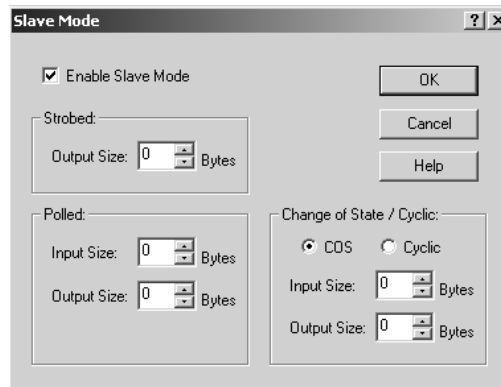 Slave Mode
Enable Slave Mode
OK
Cancel
Help
Strobed:
Output Size: 0 Bytes
Polled:
Input Size: 0 Bytes
Output Size: 0 Bytes
Change of State / Cyclic:
COS Cyclic
Input Size: 0 Bytes
Output Size: 0 Bytes